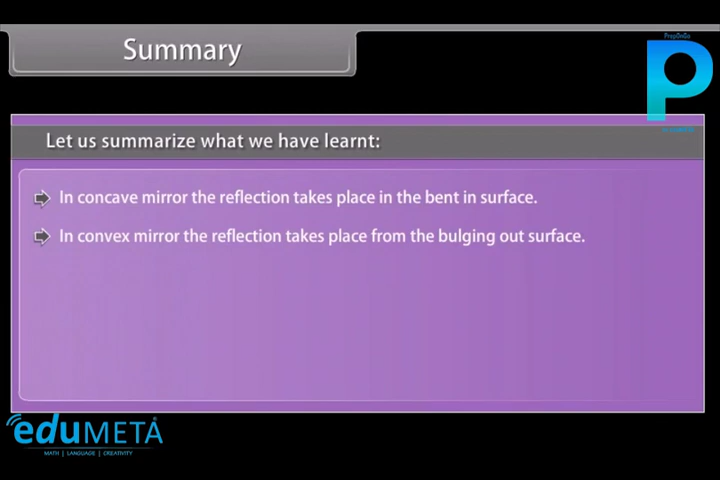 Summary
P
Let us summarize what we have learnt:
In concave mirror the reflection takes place in the bent in surface.
In convex mirror the reflection takes place from the bulging out surface.
eduMETA
MATH | LANGUAGE | CREATIVITY